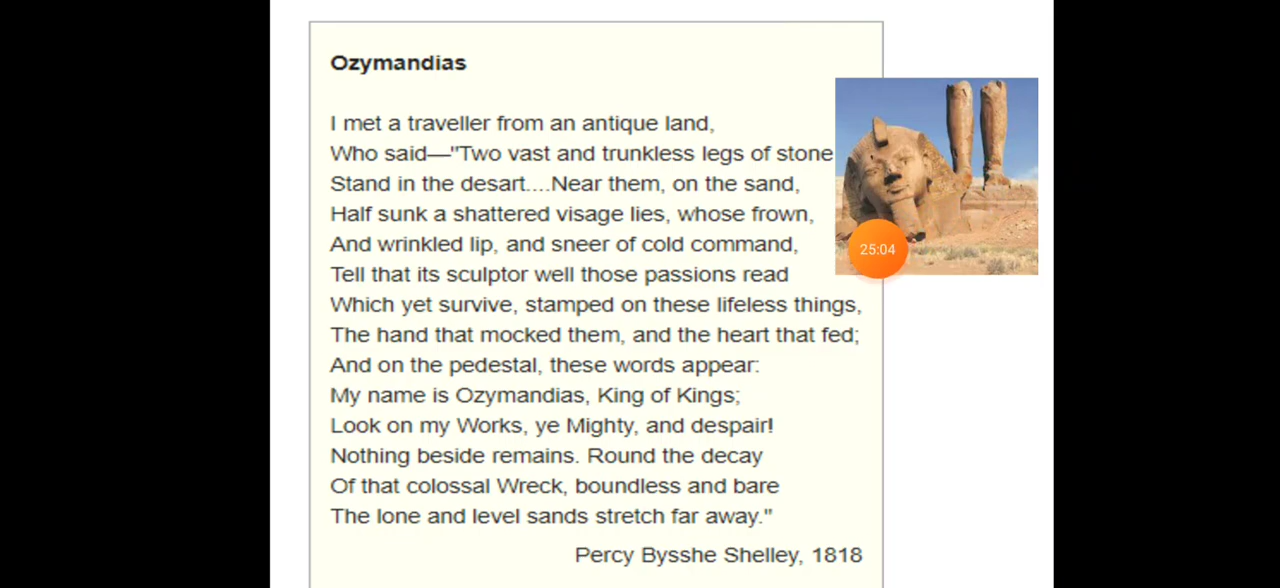 Ozymandias
I met a traveller from an antique land,
Who said—"Two vast and trunkless legs of stone
Stand in the desart....Near them, on the sand,
Half sunk a shattered visage lies, whose frown,
And wrinkled lip, and sneer of cold command,
Tell that its sculptor well those passions read
Which yet survive, stamped on these lifeless things,
The hand that mocked them, and the heart that fed;
And on the pedestal, these words appear:
My name is Ozymandias, King of Kings;
Look on my Works, ye Mighty, and despair!
Nothing beside remains. Round the decay
Of that colossal Wreck, boundless and bare
The lone and level sands stretch far away."
Percy Bysshe Shelley, 1818
25:04